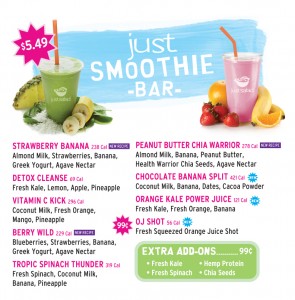 $5.49
just
SMOOTHIE
-BAR-
STRAWBERRY BANANA 238 Cal NEW RECIPE
Almond Milk, Strawberries, Banana,
Greek Yogurt, Agave Nectar
DETOX CLEANSE 69 Cal
Fresh Kale, Lemon, Apple, Pineapple
VITAMIN C KICK 296 Cal
Coconut Milk, Fresh Orange,
Mango, Pineapple
BERRY WILD 229 Cal NEW RECIPE
Blueberries, Strawberries, Banana,
Greek Yogurt, Agave Nectar
TROPIC SPINACH THUNDER 319 Cal
Fresh Spinach, Coconut Milk,
Banana, Pineapple
PEANUT BUTTER CHIA WARRIOR 278 Cal NEW RECIPE
Almond Milk, Banana, Peanut Butter,
Health Warrior Chia Seeds, Agave Nectar
CHOCOLATE BANANA SPLIT 421 Cal
Coconut Milk, Banana, Dates, Cacoa Powder
ORANGE KALE POWER JUICE 121 Cal
Fresh Kale, Fresh Orange, Banana
99¢
OJ SHOT 56 Cal
Fresh Squeezed Orange Juice Shot
EXTRA ADD-ONS 99¢
• Fresh Kale • Hemp Protein
• Fresh Spinach • Chia Seeds